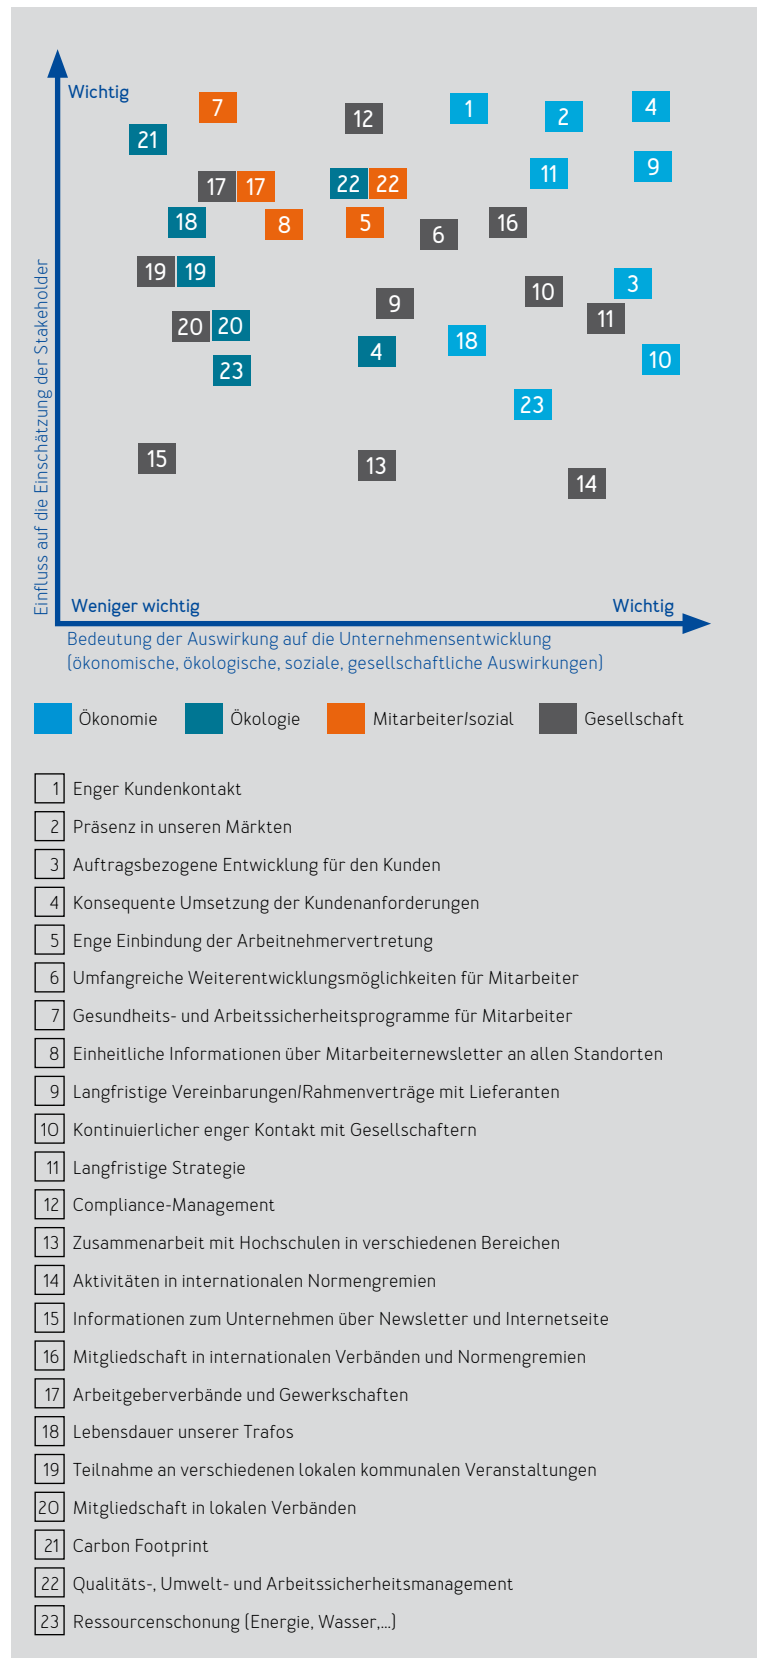 Wichtig
7
12
1
2
4
21
17
17
22
22
11
9
18
8
5
6
16
19
19
9
10
3
20
20
11
23
4
18
10
23
15
13
14
Einfluss auf die Einschätzung der Stakeholder
Weniger wichtig
Wichtig
Bedeutung der Auswirkung auf die Unternehmensentwicklung
(ökonomische, ökologische, soziale, gesellschaftliche Auswirkungen)
Ökonomie Ökologie Mitarbeiter/sozial Gesellschaft
1 Enger Kundenkontakt
2 Präsenz in unseren Märkten
3 Auftragsbezogene Entwicklung für den Kunden
4 Konsequente Umsetzung der Kundenanforderungen
5 Enge Einbindung der Arbeitnehmervertretung
6 Umfangreiche Weiterentwicklungsmöglichkeiten für Mitarbeiter
7 Gesundheits- und Arbeitssicherheitsprogramme für Mitarbeiter
8 Einheitliche Informationen über Mitarbeiternewsletter an allen Standorten
9 Langfristige Vereinbarungen/Rahmenverträge mit Lieferanten
10 Kontinuierlicher enger Kontakt mit Gesellschaftern
11 Langfristige Strategie
12 Compliance-Management
13 Zusammenarbeit mit Hochschulen in verschiedenen Bereichen
14 Aktivitäten in internationalen Normengremien
15 Informationen zum Unternehmen über Newsletter und Internetseite
16 Mitgliedschaft in internationalen Verbänden und Normengremien
17 Arbeitgeberverbände und Gewerkschaften
18 Lebensdauer unserer Trafos
19 Teilnahme an verschiedenen lokalen kommunalen Veranstaltungen
20 Mitgliedschaft in lokalen Verbänden
21 Carbon Footprint
22 Qualitäts-, Umwelt- und Arbeitssicherheitsmanagement
23 Ressourcenschonung (Energie, Wasser,...)